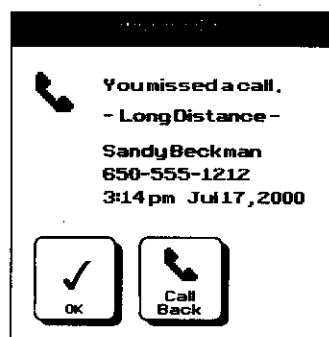 You missed a call.
- Long Distance -
Sandy Beckman
650-555-1212
3:14 pm Jul 17, 2000
OK
Call
Back